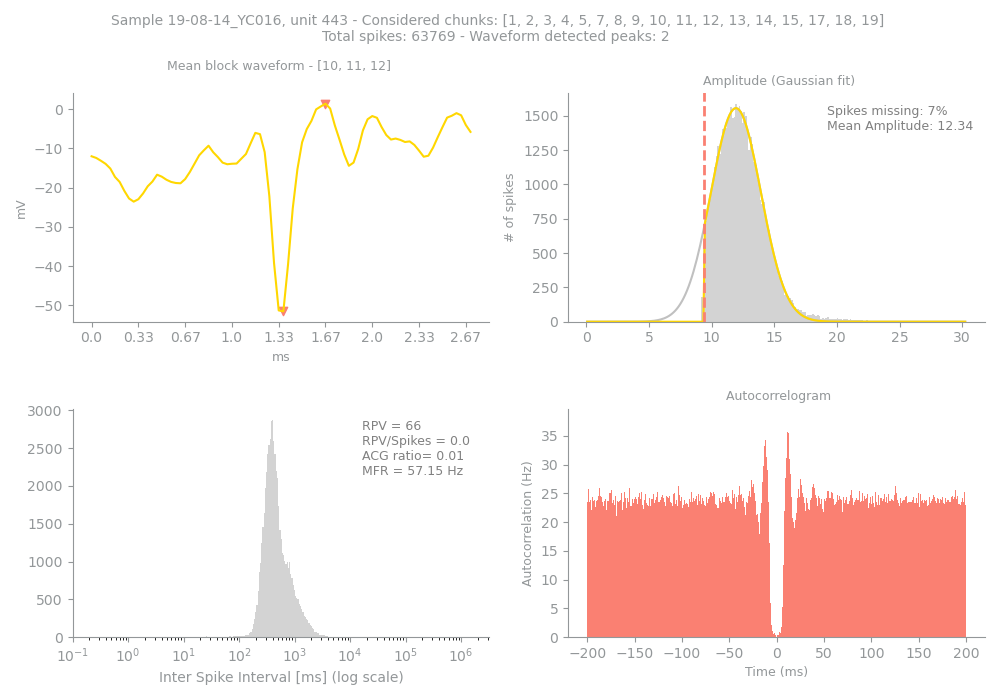 Sample 19-08-14_YC016, unit 443 - Considered chunks: [1, 2, 3, 4, 5, 7, 8, 9, 10, 11, 12, 13, 14, 15, 17, 18, 19]
Total spikes: 63769 - Waveform detected peaks: 2
Mean block waveform - [10, 11, 12]
0
−10
−20
−30
−40
−50
mV
0.0 0.33 0.67 1.0 1.33 1.67 2.0 2.33 2.67
ms
Amplitude (Gaussian fit)
Spikes missing: 7%
Mean Amplitude: 12.34
1500
1250
1000
750
500
250
0
# of spikes
0 5 10 15 20 25 30
3000
2500
2000
1500
1000
500
0
RPV = 66
RPV/Spikes = 0.0
ACG ratio= 0.01
MFR = 57.15 Hz
10⁻¹ 10⁰ 10¹ 10² 10³ 10⁴ 10⁵ 10⁶
Inter Spike Interval [ms] (log scale)
Autocorrelogram
35
30
25
20
15
10
5
0
Autocorrelation (Hz)
−200 −150 −100 −50 0 50 100 150 200
Time (ms)